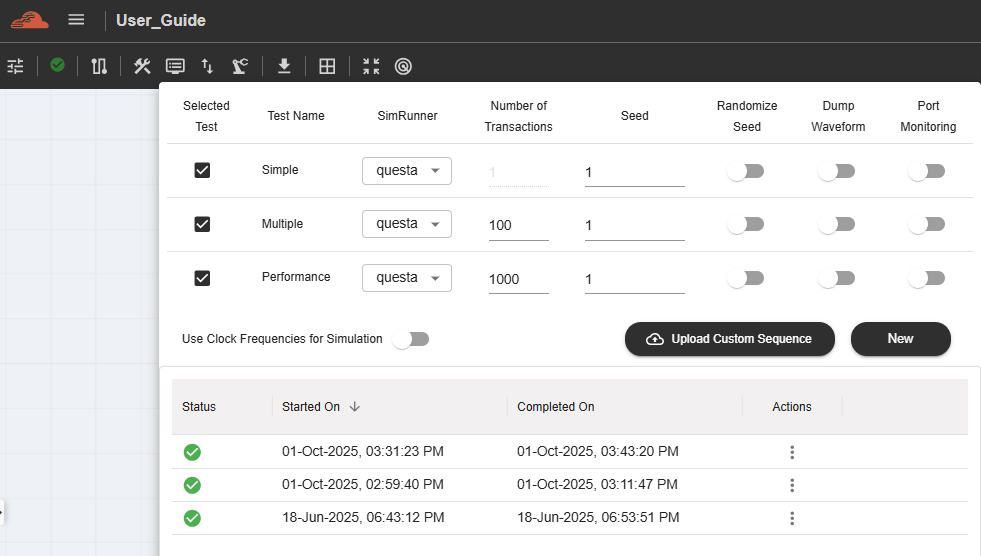 User_Guide
Selected Test
Test Name
SimRunner
Number of Transactions
Seed
Randomize Seed
Dump Waveform
Port Monitoring
Simple questa 1 1
Multiple questa 100 1
Performance questa 1000 1
Use Clock Frequencies for Simulation Upload Custom Sequence New
Status Started On Completed On Actions
01-Oct-2025, 03:31:23 PM 01-Oct-2025, 03:43:20 PM
01-Oct-2025, 02:59:40 PM 01-Oct-2025, 03:11:47 PM
18-Jun-2025, 06:43:12 PM 18-Jun-2025, 06:53:51 PM